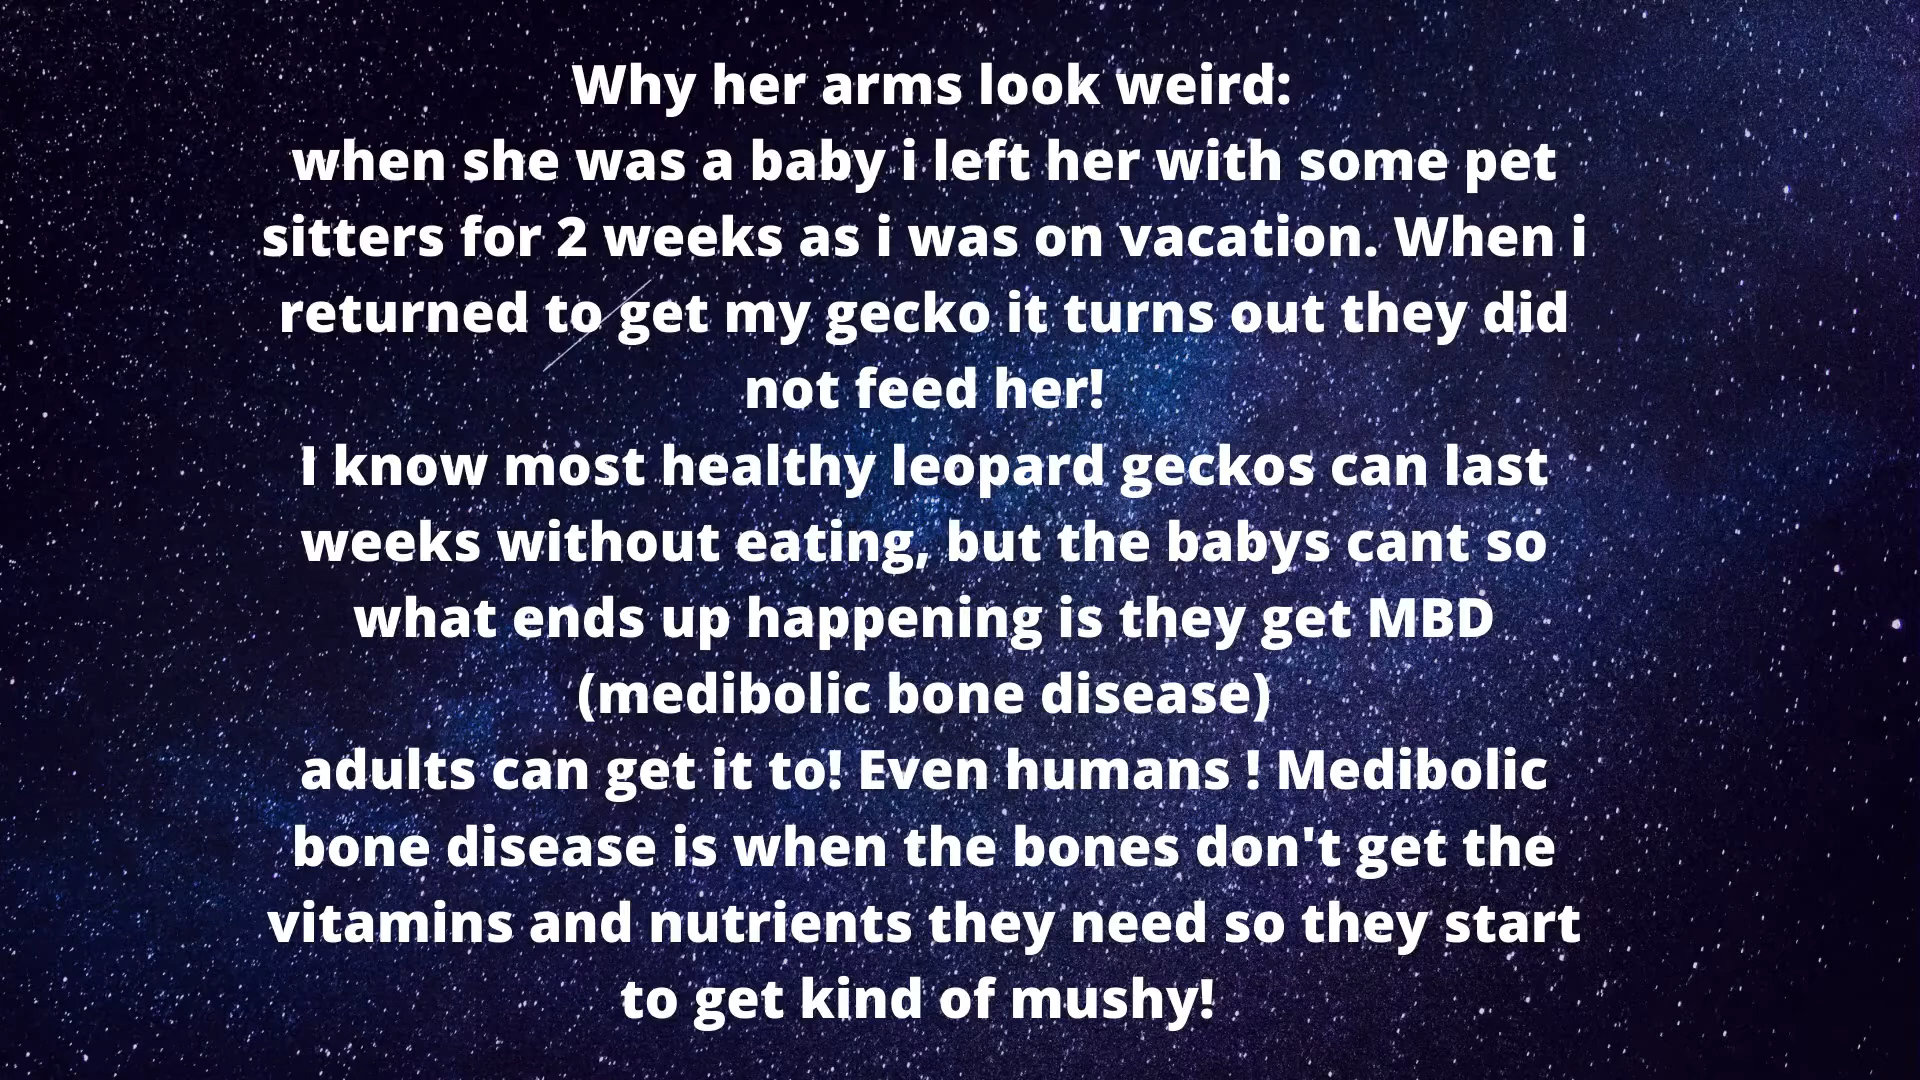 Why her arms look weird:
when she was a baby i left her with some pet
sitters for 2 weeks as i was on vacation. When i
returned to get my gecko it turns out they did
not feed her!
I know most healthy leopard geckos can last
weeks without eating, but the babys cant so
what ends up happening is they get MBD
(medibolic bone disease)
adults can get it to! Even humans ! Medibolic
bone disease is when the bones don't get the
vitamins and nutrients they need so they start
to get kind of mushy!